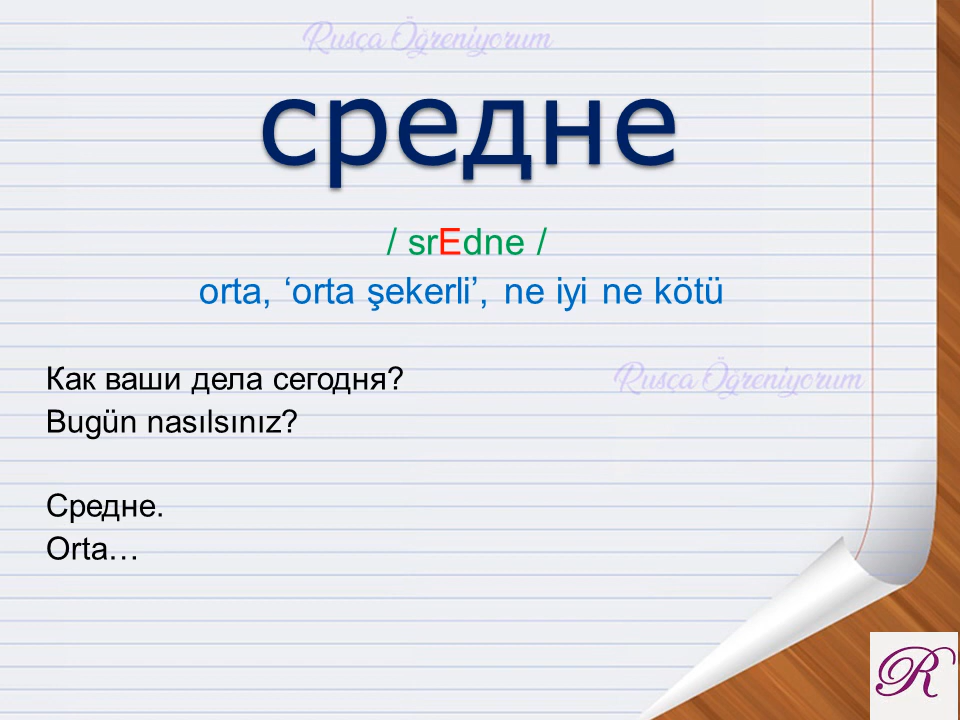 Rusça Öğreniyorum
средне
/ srEdne /
orta, ‘orta şekerli’, ne iyi ne kötü
Как ваши дела сегодня?
Rusça Öğreniyorum
Bugün nasılsınız?
Средне.
Orta…
R